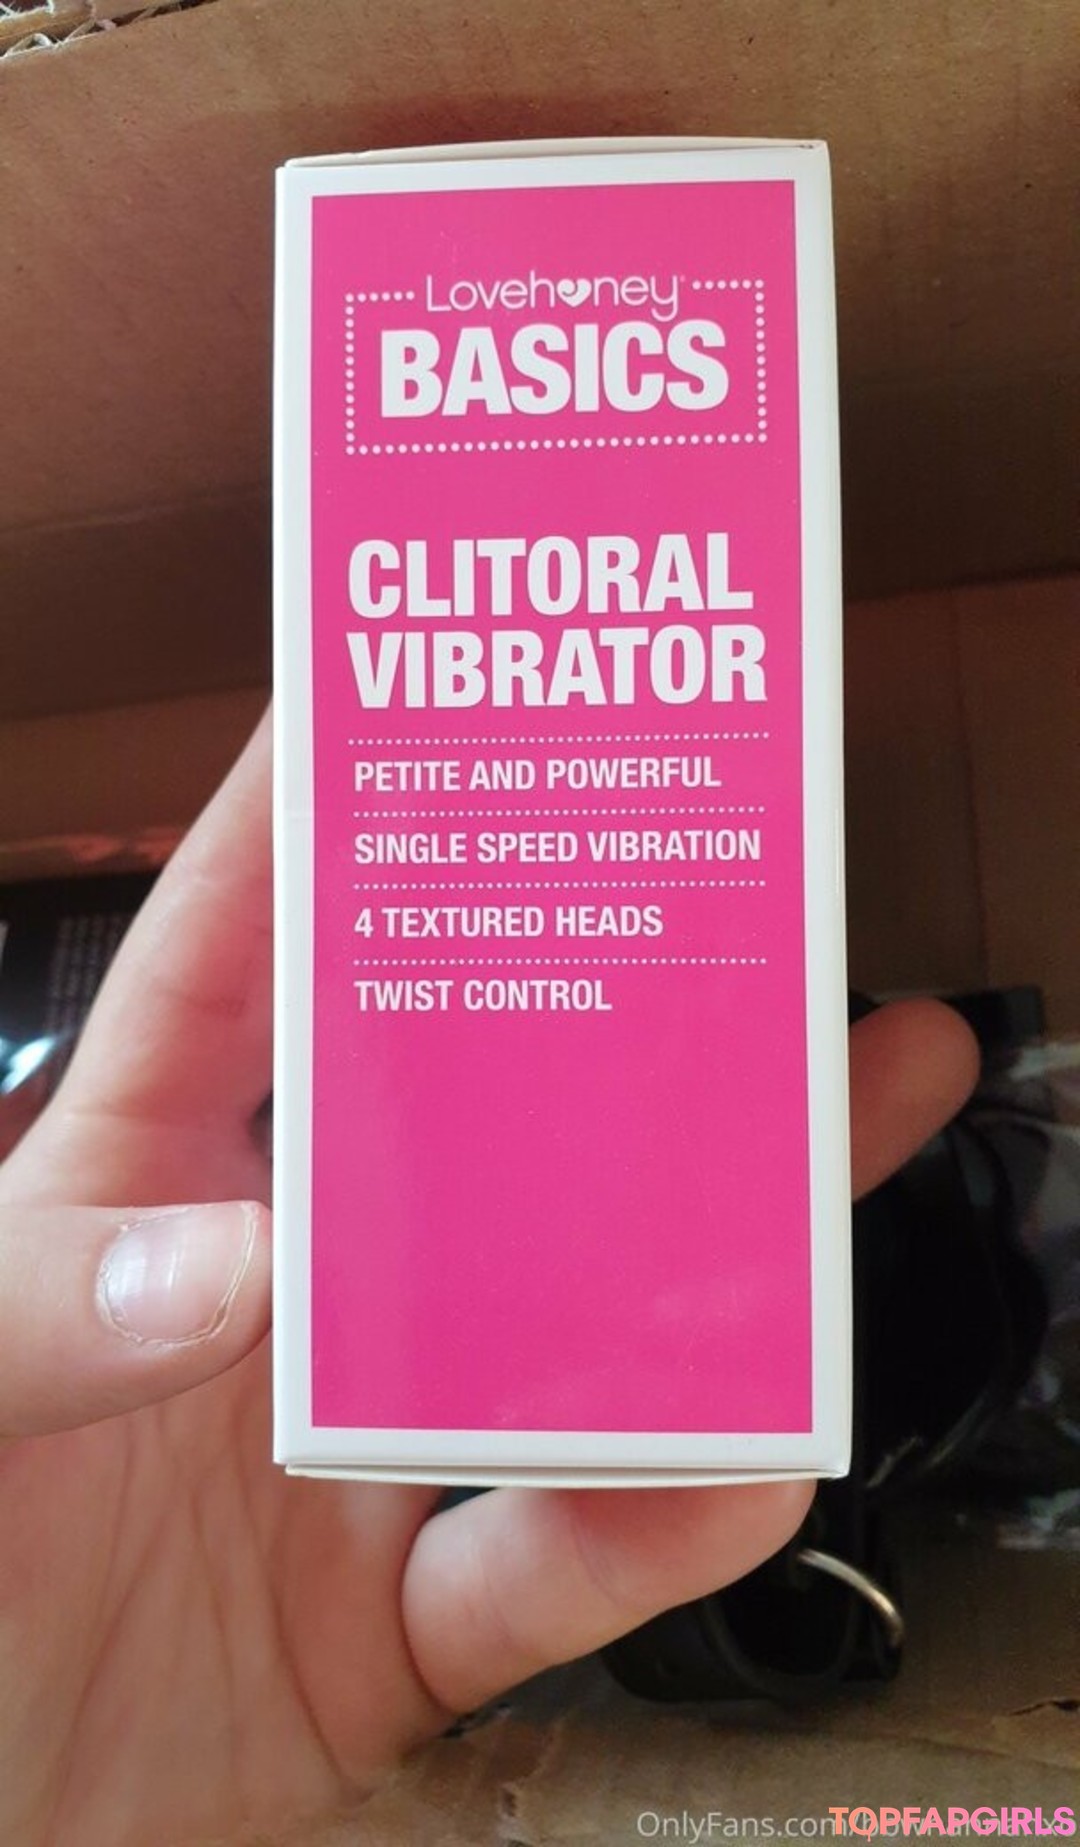 Lovehoney
BASICS
CLITORAL
VIBRATOR
PETITE AND POWERFUL
SINGLE SPEED VIBRATION
4 TEXTURED HEADS
TWIST CONTROL
OnlyFans.com/
TOPFAPGIRLS